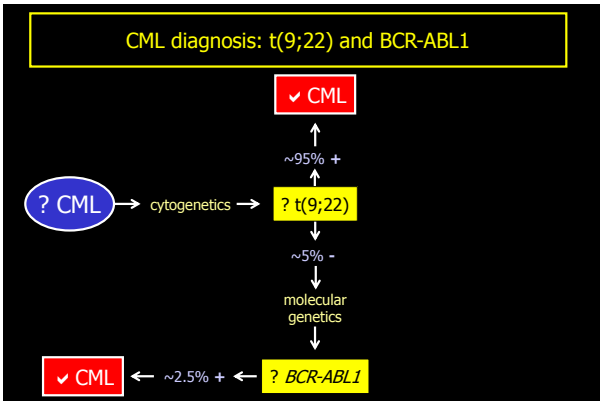 CML diagnosis: t(9;22) and BCR-ABL1
✓ CML
~95% +
? CML
cytogenetics
? t(9;22)
~5% -
molecular
genetics
✓ CML
~2.5% +
? BCR-ABL1